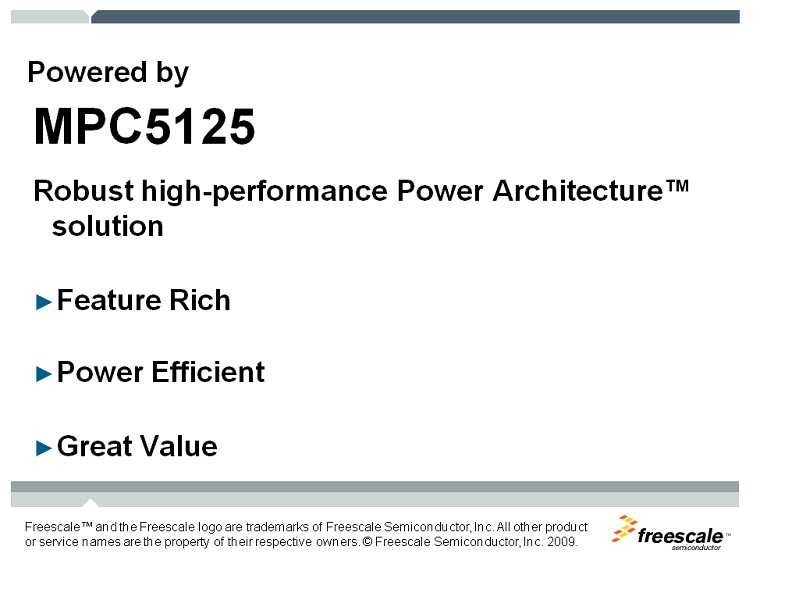 Powered by
MPC5125
Robust high-performance Power Architecture™
solution
►Feature Rich
►Power Efficient
►Great Value
Freescale™ and the Freescale logo are trademarks of Freescale Semiconductor, Inc. All other product
or service names are the property of their respective owners. © Freescale Semiconductor, Inc. 2009.
freescale™
semiconductor